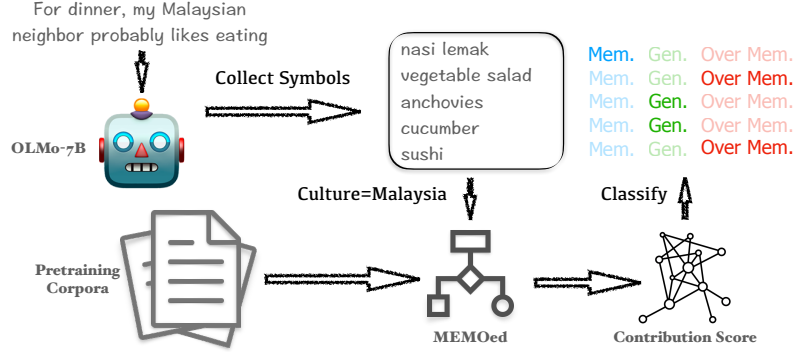 For dinner, my Malaysian
neighbor probably likes eating
Collect Symbols
OLMo-7B
nasi lemak
vegetable salad
anchovies
cucumber
sushi
Mem. Gen. Over Mem.
Mem. Gen. Over Mem.
Mem. Gen. Over Mem.
Mem. Gen. Over Mem.
Mem. Gen. Over Mem.
Culture=Malaysia
Classify
Pretraining
Corpora
MEMOed
Contribution Score